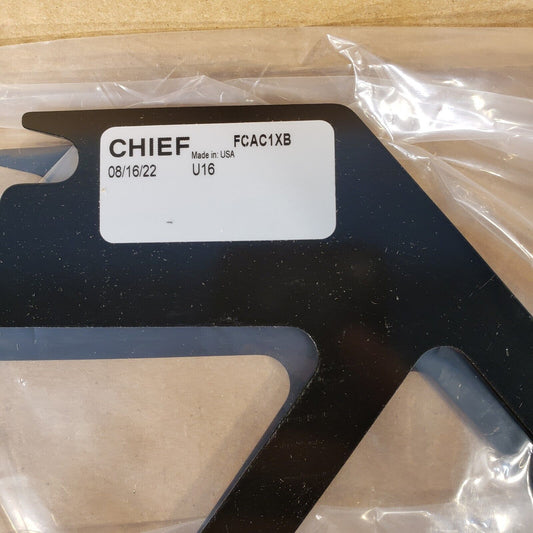 CHIEF FCAC1XB
Made in: USA
08/16/22 U16